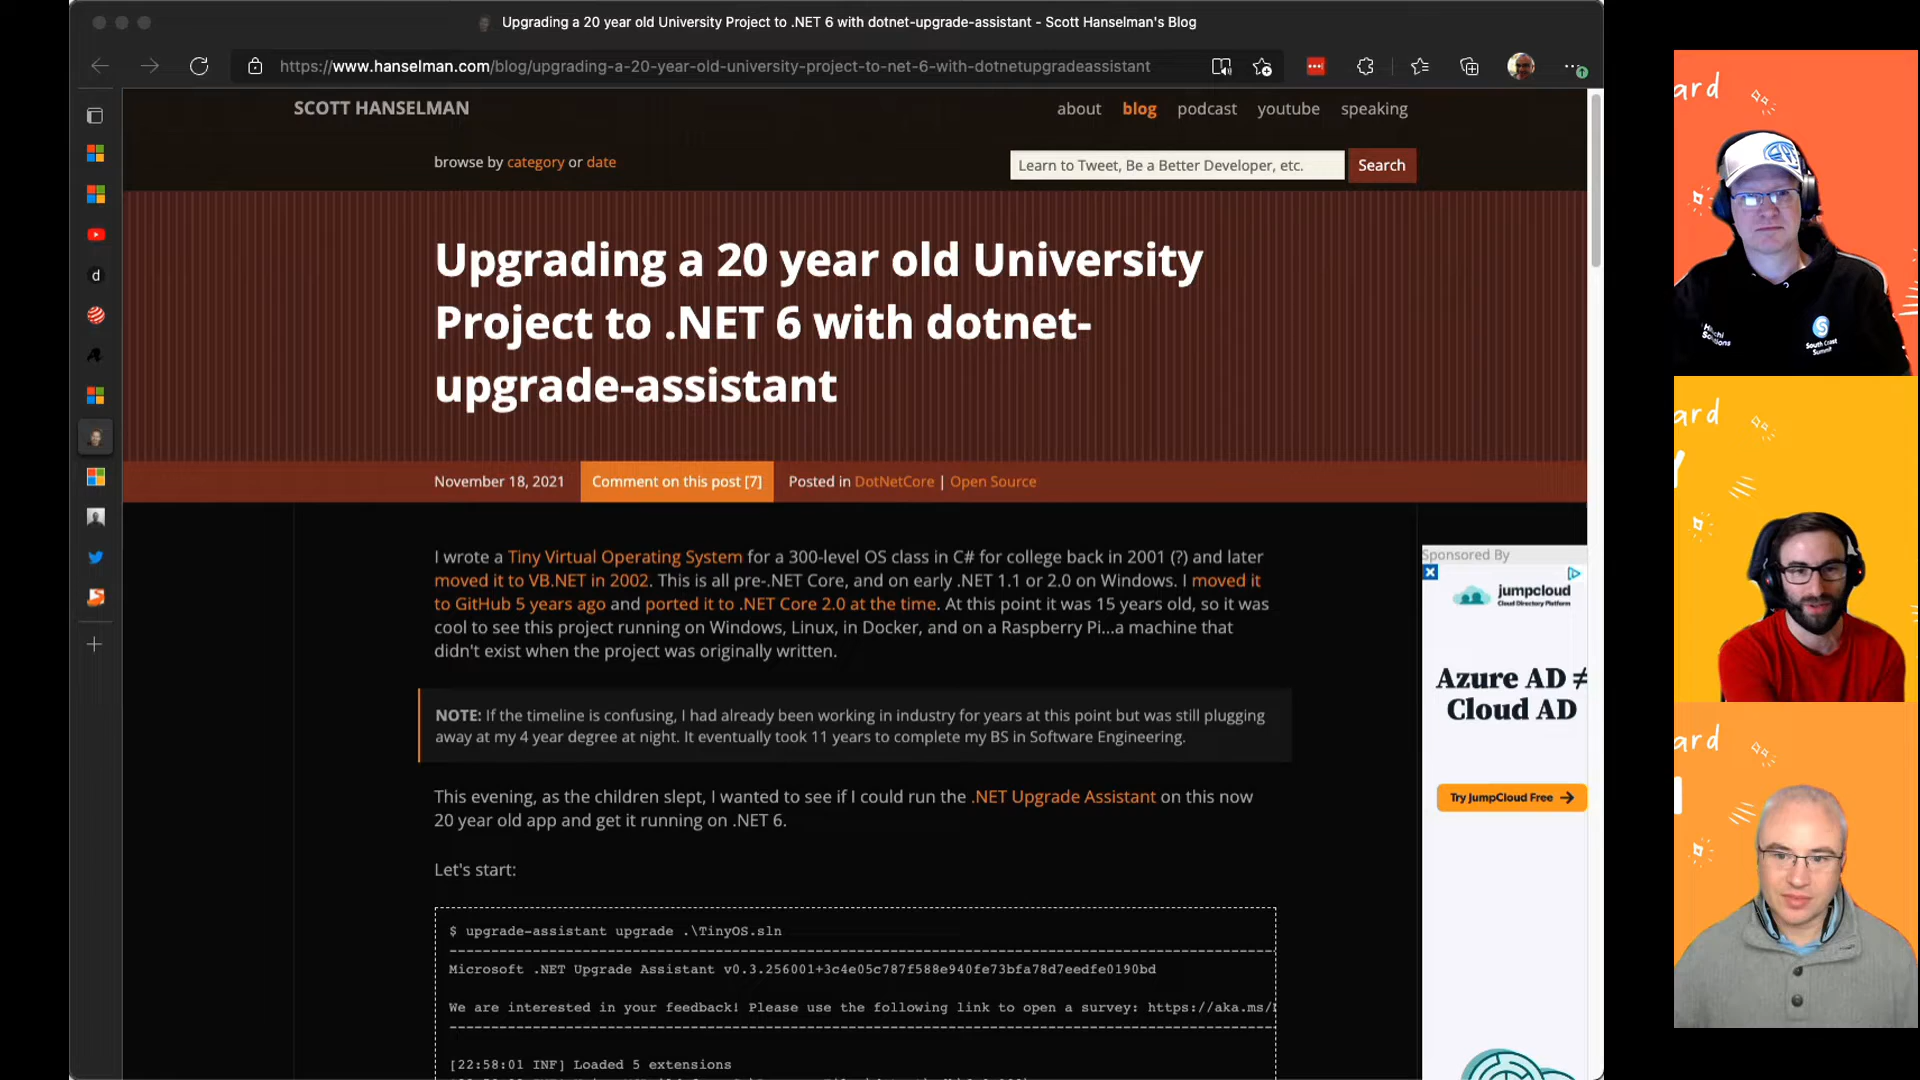 Upgrading a 20 year old University Project to .NET 6 with dotnet-upgrade-assistant - Scott Hanselman's Blog
https://www.hanselman.com/blog/upgrading-a-20-year-old-university-project-to-net-6-with-dotnetupgradeassistant
SCOTT HANSELMAN
about blog podcast youtube speaking
browse by category or date
Learn to Tweet, Be a Better Developer, etc. Search
Upgrading a 20 year old University
Project to .NET 6 with dotnet-
upgrade-assistant
November 18, 2021 Comment on this post [7] Posted in DotNetCore | Open Source
I wrote a Tiny Virtual Operating System for a 300-level OS class in C# for college back in 2001 (?) and later
moved it to VB.NET in 2002. This is all pre-.NET Core, and on early .NET 1.1 or 2.0 on Windows. I moved it
to GitHub 5 years ago and ported it to .NET Core 2.0 at the time. At this point it was 15 years old, so it was
cool to see this project running on Windows, Linux, in Docker, and on a Raspberry Pi...a machine that
didn't exist when the project was originally written.
NOTE: If the timeline is confusing, I had already been working in industry for years at this point but was still plugging
away at my 4 year degree at night. It eventually took 11 years to complete my BS in Software Engineering.
This evening, as the children slept, I wanted to see if I could run the .NET Upgrade Assistant on this now
20 year old app and get it running on .NET 6.
Let's start:
$ upgrade-assistant upgrade .\TinyOS.sln
Microsoft .NET Upgrade Assistant v0.3.256001+3c4e05c787f588e940fe73bfa78d7eedfe0190bd
We are interested in your feedback! Please use the following link to open a survey: https://aka.ms/
[22:58:01 INF] Loaded 5 extensions
Sponsored By
jumpcloud
Cloud Directory Platform
Azure AD ≠
Cloud AD
Try JumpCloud Free →
ard
South Coast
Summit
Solutions
ard
ard